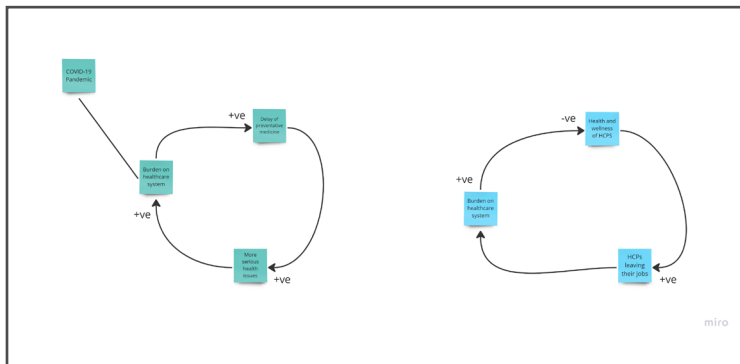 COVID-19
Pandemic
+ve
Delay of
preventative
medicine
Burden on
healthcare
system
+ve
More
serious
health
issues
+ve
-ve
Health and
wellness
of HCPS
+ve
Burden on
healthcare
system
HCPs
leaving
their jobs
+ve
miro